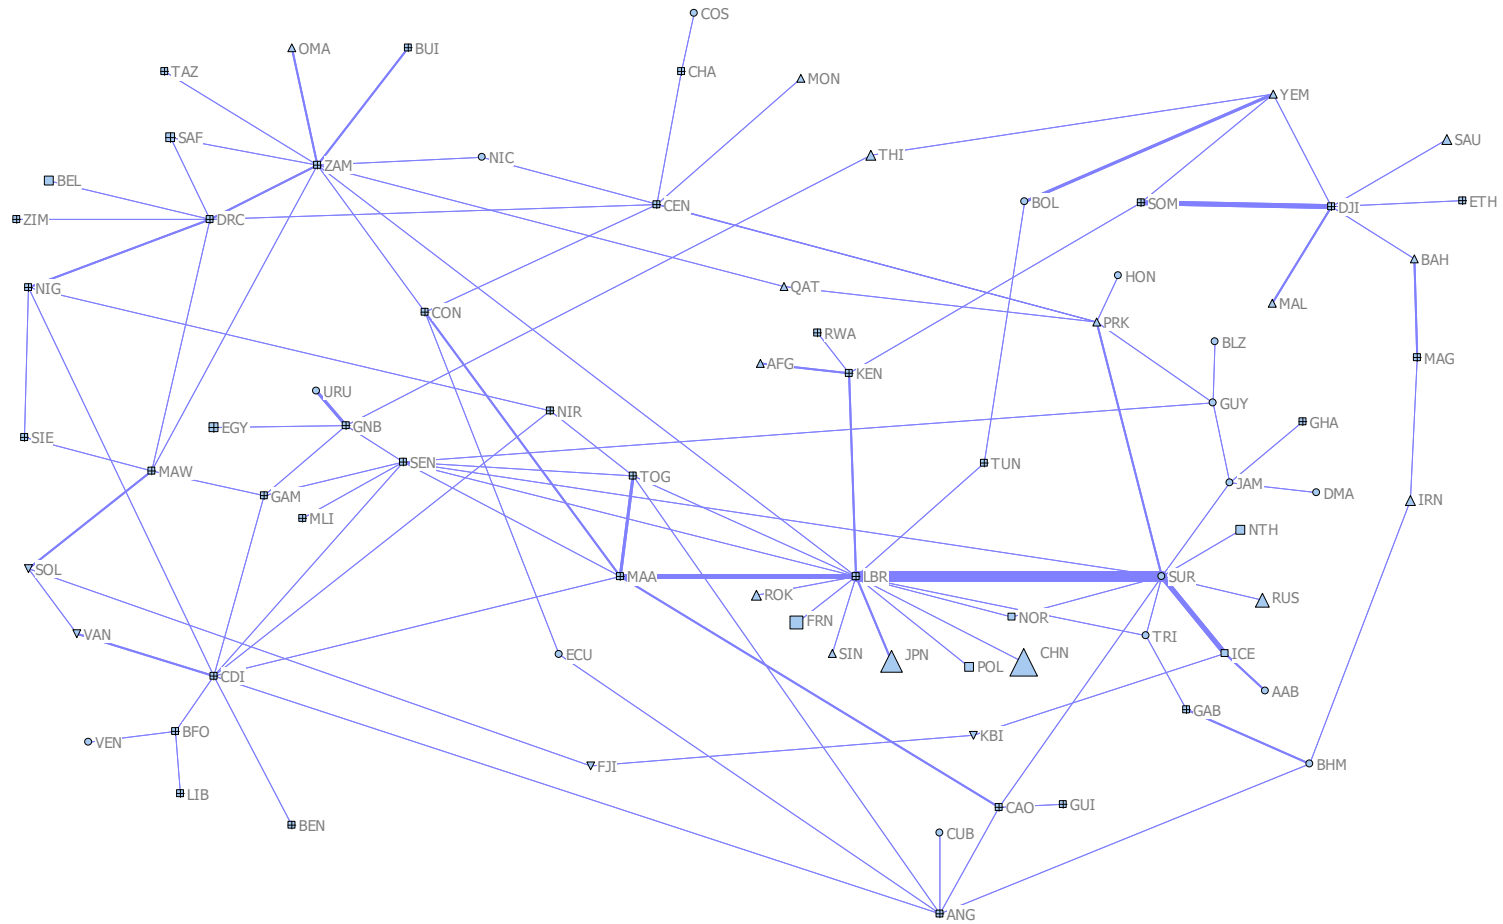 COS
OMA
BUI
TAZ
CHA
MON
YEM
SAF
ZAM
NIC
THI
SAU
BEL
ZIM
DRC
CEN
BOL
SOM
DJI
ETH
BAH
NIG
QAT
HON
MAL
CON
PRK
RWA
BLZ
AFG
KEN
MAG
URU
GUY
NIR
EGY
GNB
GHA
SIE
SEN
TUN
MAW
TOG
JAM
DMA
GAM
IRN
MLI
NTH
SOL
MAA
LBR
SUR
ROK
RUS
FRN
NOR
VAN
TRI
ECU
SIN
JPN
CHN
ICE
POL
CDI
AAB
GAB
VEN
BFO
KBI
FJI
BHM
LIB
CAO
GUI
BEN
CUB
ANG